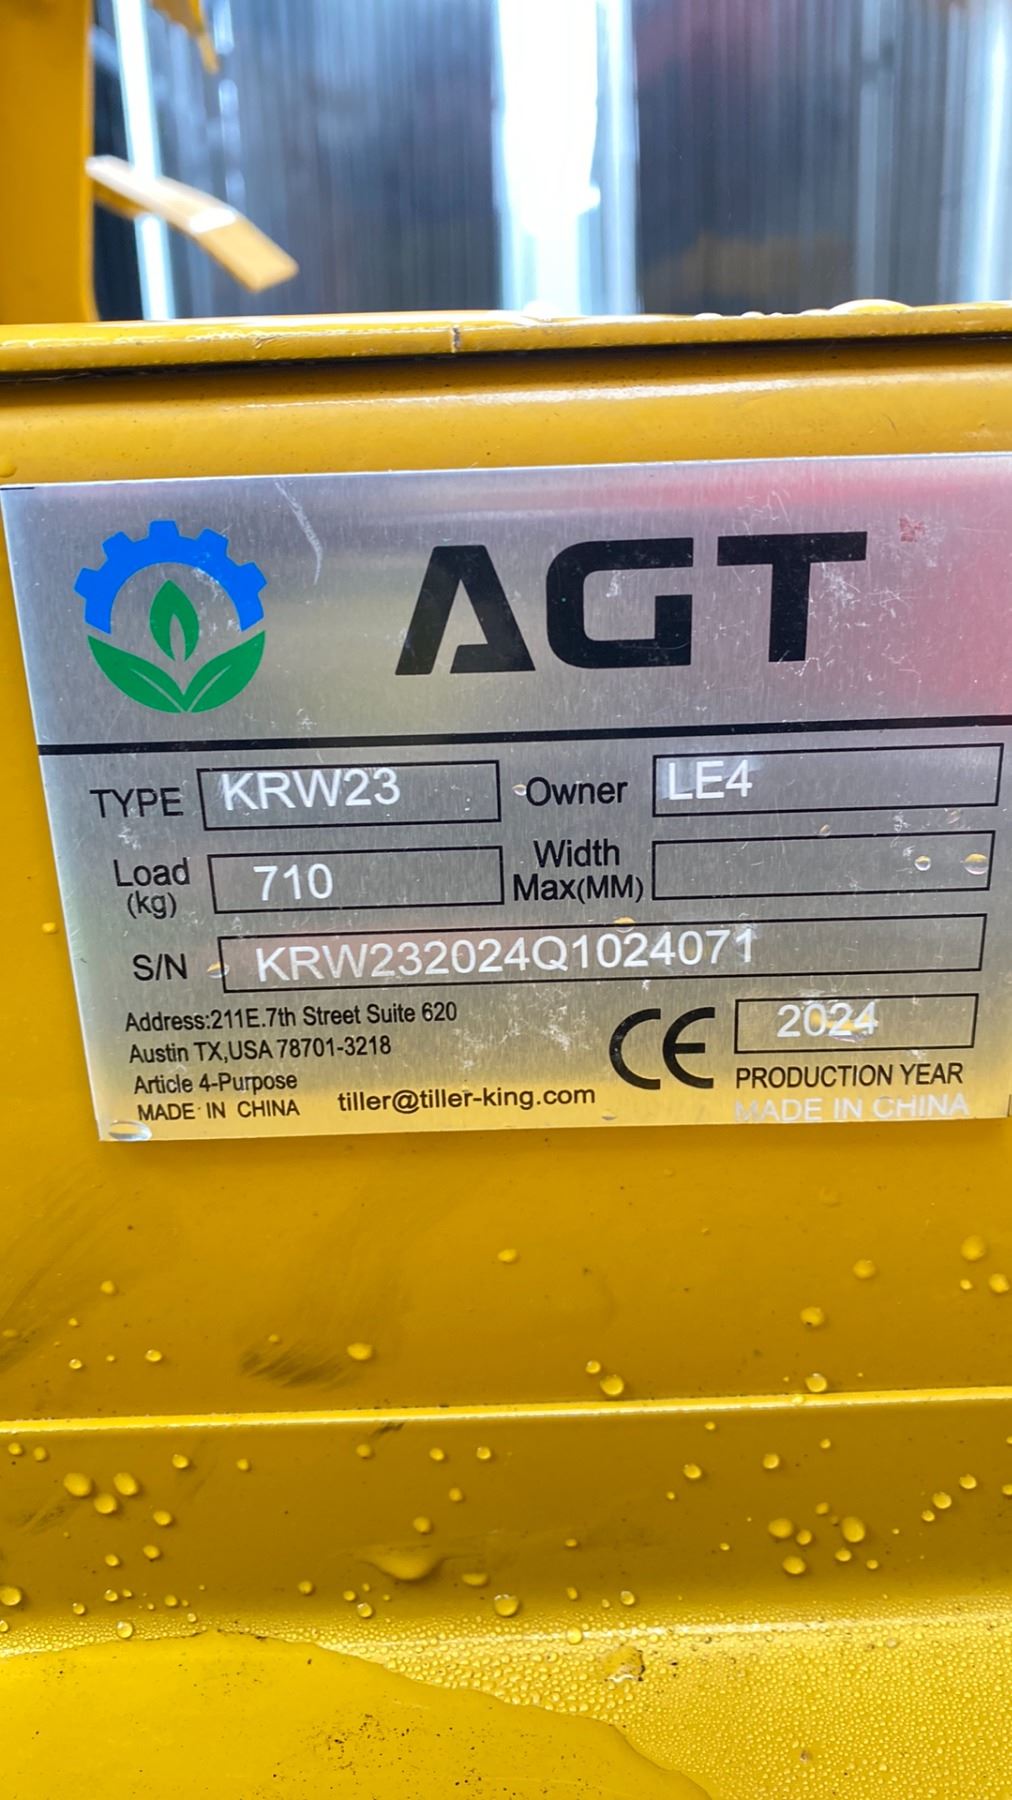 AGT
TYPE KRW23 Owner LE4
Load (kg) 710 Width Max(MM)
S/N KRW232024Q1024071
Address:211E.7th Street Suite 620
Austin TX,USA 78701-3218
Article 4-Purpose
MADE IN CHINA tiller@tiller-king.com
CE 2024
PRODUCTION YEAR
MADE IN CHINA